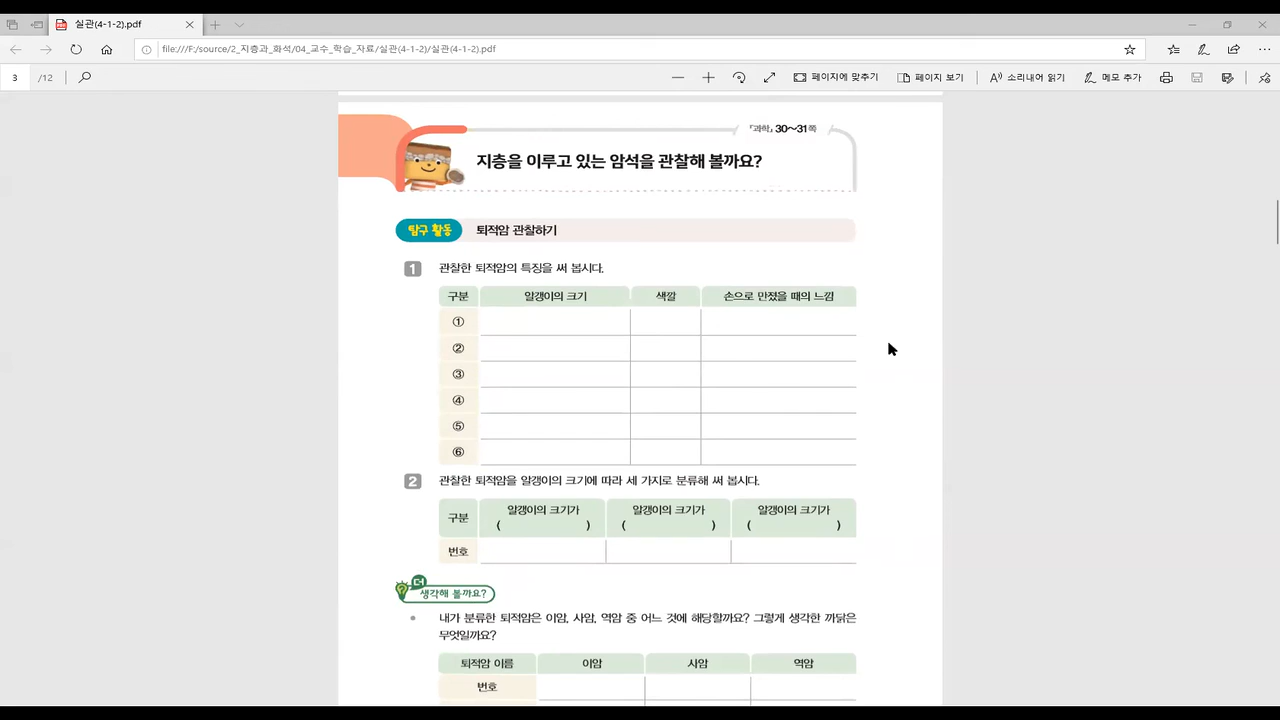 실관(4-1-2).pdf
file:///F:/source/2_지층과_화석/04_교수_학습_자료/실관(4-1-2)/실관(4-1-2).pdf
3 /12 페이지에 맞추기 페이지 보기 소리내어 읽기 메모 추가
『과학』 30~31쪽
지층을 이루고 있는 암석을 관찰해 볼까요?
탐구 활동 퇴적암 관찰하기
1 관찰한 퇴적암의 특징을 써 봅시다.
구분 알갱이의 크기 색깔 손으로 만졌을 때의 느낌
①
②
③
④
⑤
⑥
2 관찰한 퇴적암을 알갱이의 크기에 따라 세 가지로 분류해 써 봅시다.
구분 알갱이의 크기가 ( ) 알갱이의 크기가 ( ) 알갱이의 크기가 ( )
번호
더 생각해 볼까요?
• 내가 분류한 퇴적암은 이암, 사암, 역암 중 어느 것에 해당할까요? 그렇게 생각한 까닭은
무엇일까요?
퇴적암 이름 이암 사암 역암
번호